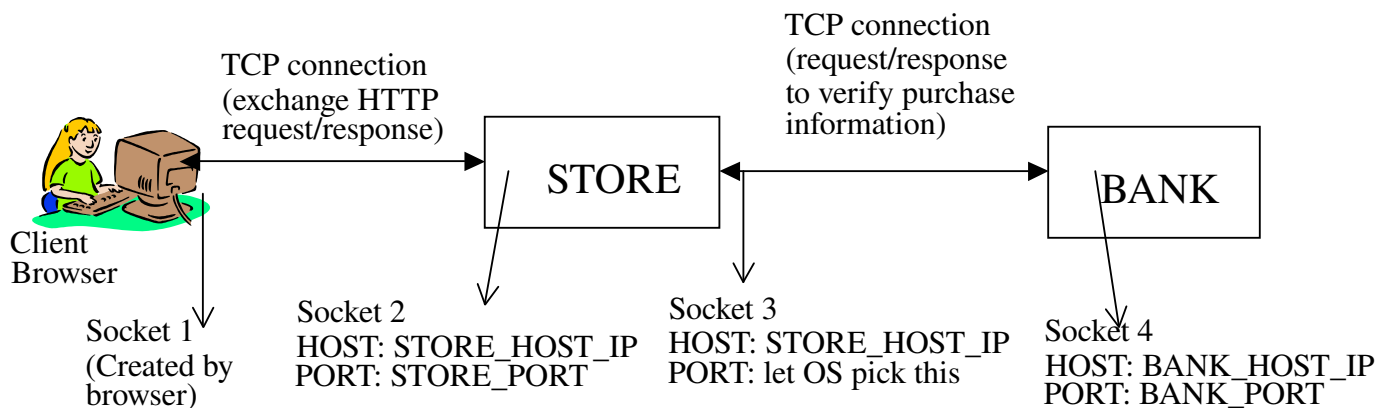 TCP connection
(exchange HTTP
request/response)
TCP connection
(request/response
to verify purchase
information)
STORE
BANK
Client
Browser
Socket 1
(Created by
browser)
Socket 2
HOST: STORE_HOST_IP
PORT: STORE_PORT
Socket 3
HOST: STORE_HOST_IP
PORT: let OS pick this
Socket 4
HOST: BANK_HOST_IP
PORT: BANK_PORT